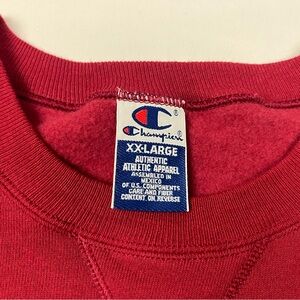 Champion
XX-LARGE
AUTHENTIC
ATHLETIC APPAREL
ASSEMBLED IN
MEXICO
OF U.S. COMPONENTS
CARE AND FIBER
CONTENT ON REVERSE